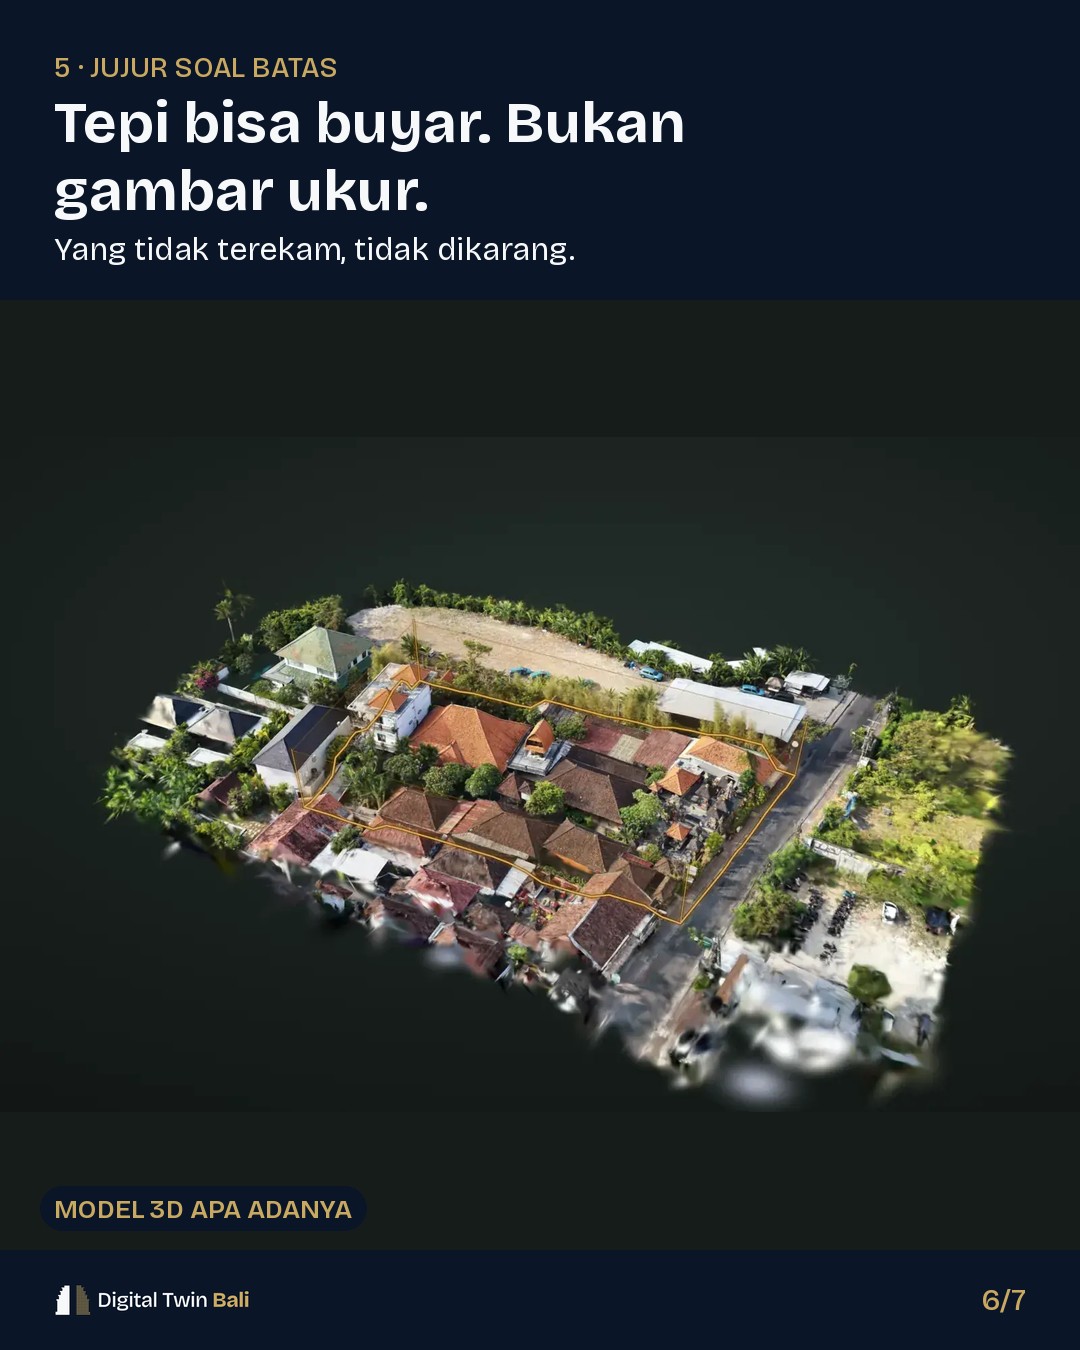 5 · JUJUR SOAL BATAS
Tepi bisa buyar. Bukan
gambar ukur.
Yang tidak terekam, tidak dikarang.
MODEL 3D APA ADANYA
Digital Twin Bali
6/7